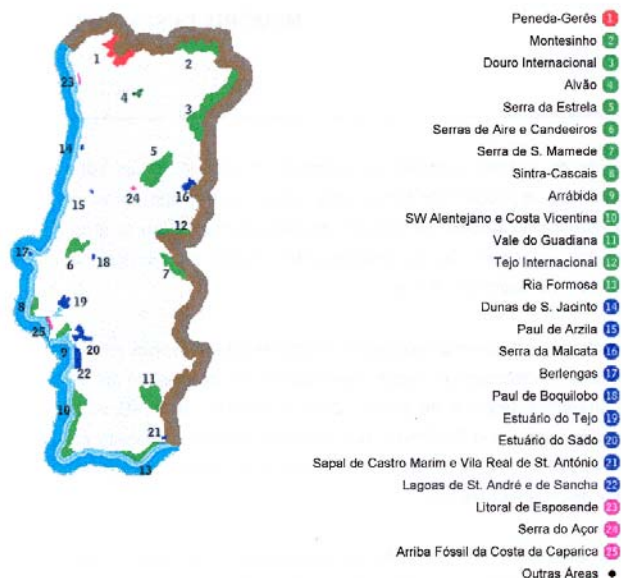 Peneda-Gerês 1
Montesinho 2
Douro Internacional 3
Alvão 4
Serra da Estrela 5
Serras de Aire e Candeeiros 6
Serra de S. Mamede 7
Sintra-Cascais 8
Arrábida 9
SW Alentejano e Costa Vicentina 10
Vale do Guadiana 11
Tejo Internacional 12
Ria Formosa 13
Dunas de S. Jacinto 14
Paul de Arzila 15
Serra da Malcata 16
Berlengas 17
Paul de Boquilobo 18
Estuário do Tejo 19
Estuário do Sado 20
Sapal de Castro Marim e Vila Real de St. António 21
Lagoas de St. André e de Sancha 22
Litoral de Esposende 23
Serra do Açor 24
Arriba Fóssil da Costa da Caparica 25
Outras Áreas
1
2
23
4
3
14
5
16
15
24
12
17
6
18
7
8
19
25
9
20
22
11
10
21
13